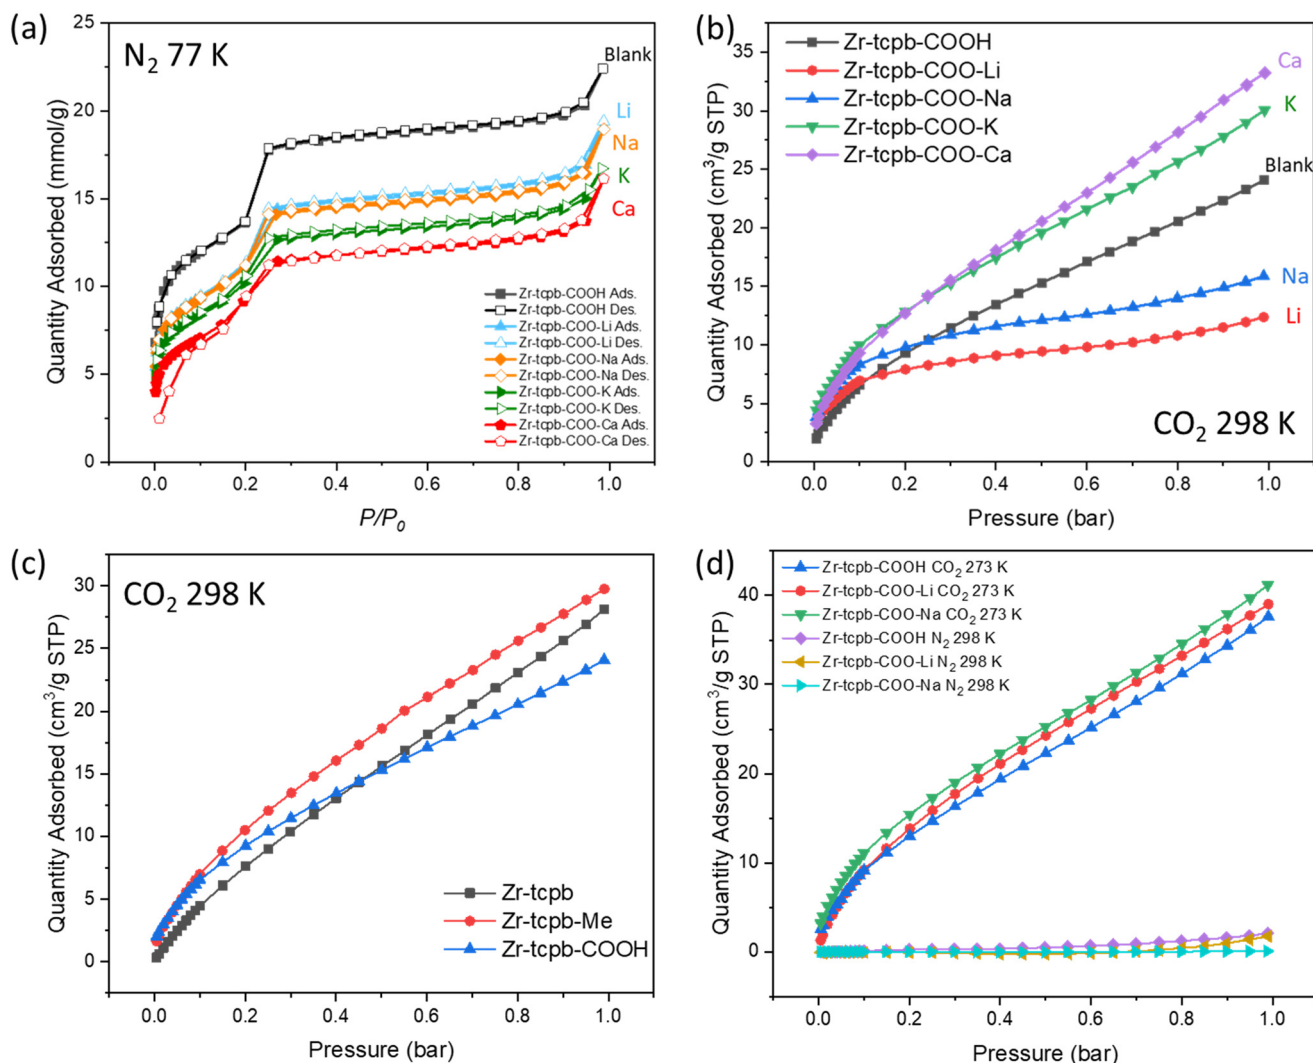 (a)
N₂ 77 K
Quantity Adsorbed (mmol/g)
25
20
15
10
5
0
Blank
Li
Na
K
Ca
Zr-tcpb-COOH Ads.
Zr-tcpb-COOH Des.
Zr-tcpb-COO-Li Ads.
Zr-tcpb-COO-Li Des.
Zr-tcpb-COO-Na Ads.
Zr-tcpb-COO-Na Des.
Zr-tcpb-COO-K Ads.
Zr-tcpb-COO-K Des.
Zr-tcpb-COO-Ca Ads.
Zr-tcpb-COO-Ca Des.
0.0 0.2 0.4 0.6 0.8 1.0
P/P₀
(b)
Quantity Adsorbed (cm³/g STP)
35
30
25
20
15
10
5
0
Zr-tcpb-COOH
Zr-tcpb-COO-Li
Zr-tcpb-COO-Na
Zr-tcpb-COO-K
Zr-tcpb-COO-Ca
Ca
K
Blank
Na
Li
CO₂ 298 K
0.0 0.2 0.4 0.6 0.8 1.0
Pressure (bar)
(c)
CO₂ 298 K
Quantity Adsorbed (cm³/g STP)
30
25
20
15
10
5
0
Zr-tcpb
Zr-tcpb-Me
Zr-tcpb-COOH
0.0 0.2 0.4 0.6 0.8 1.0
Pressure (bar)
(d)
Quantity Adsorbed (cm³/g STP)
40
30
20
10
0
Zr-tcpb-COOH CO₂ 273 K
Zr-tcpb-COO-Li CO₂ 273 K
Zr-tcpb-COO-Na CO₂ 273 K
Zr-tcpb-COOH N₂ 298 K
Zr-tcpb-COO-Li N₂ 298 K
Zr-tcpb-COO-Na N₂ 298 K
0.0 0.2 0.4 0.6 0.8 1.0
Pressure (bar)